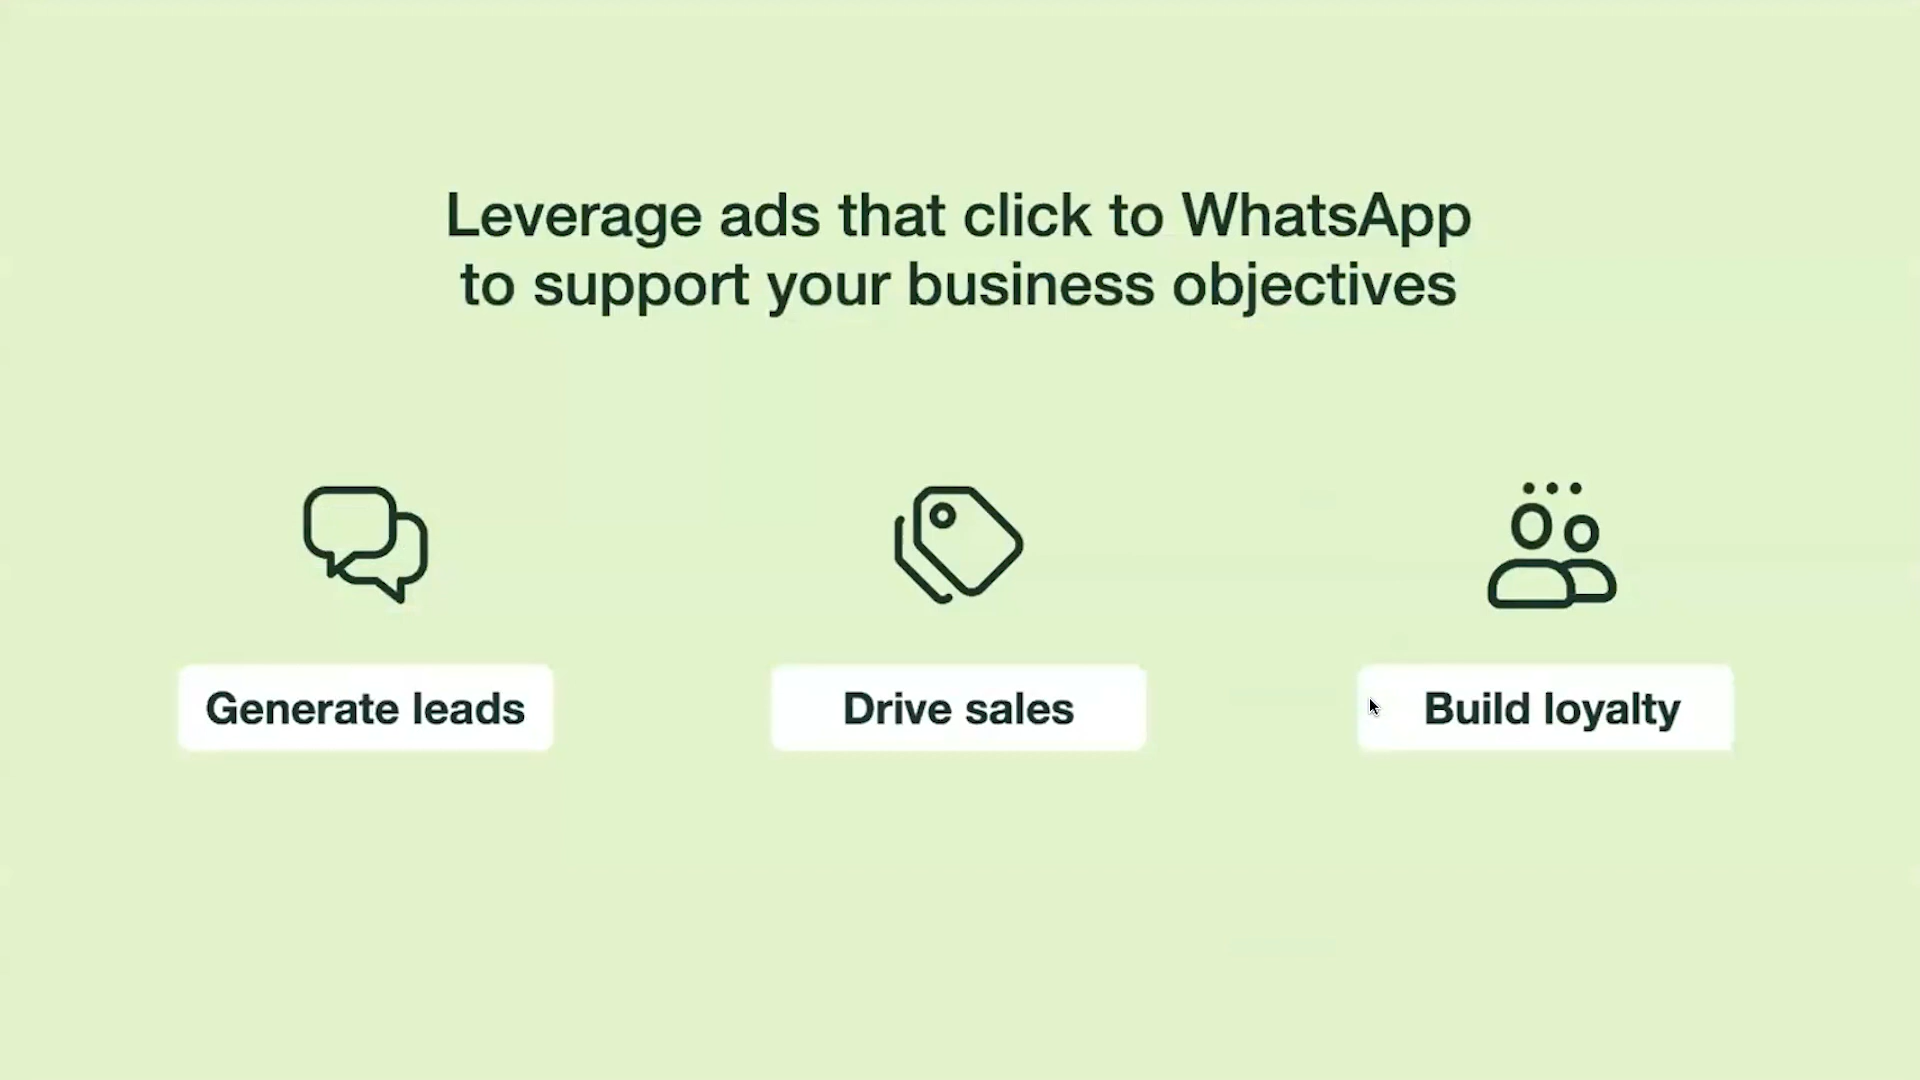 Leverage ads that click to WhatsApp
to support your business objectives
Generate leads
Drive sales
Build loyalty